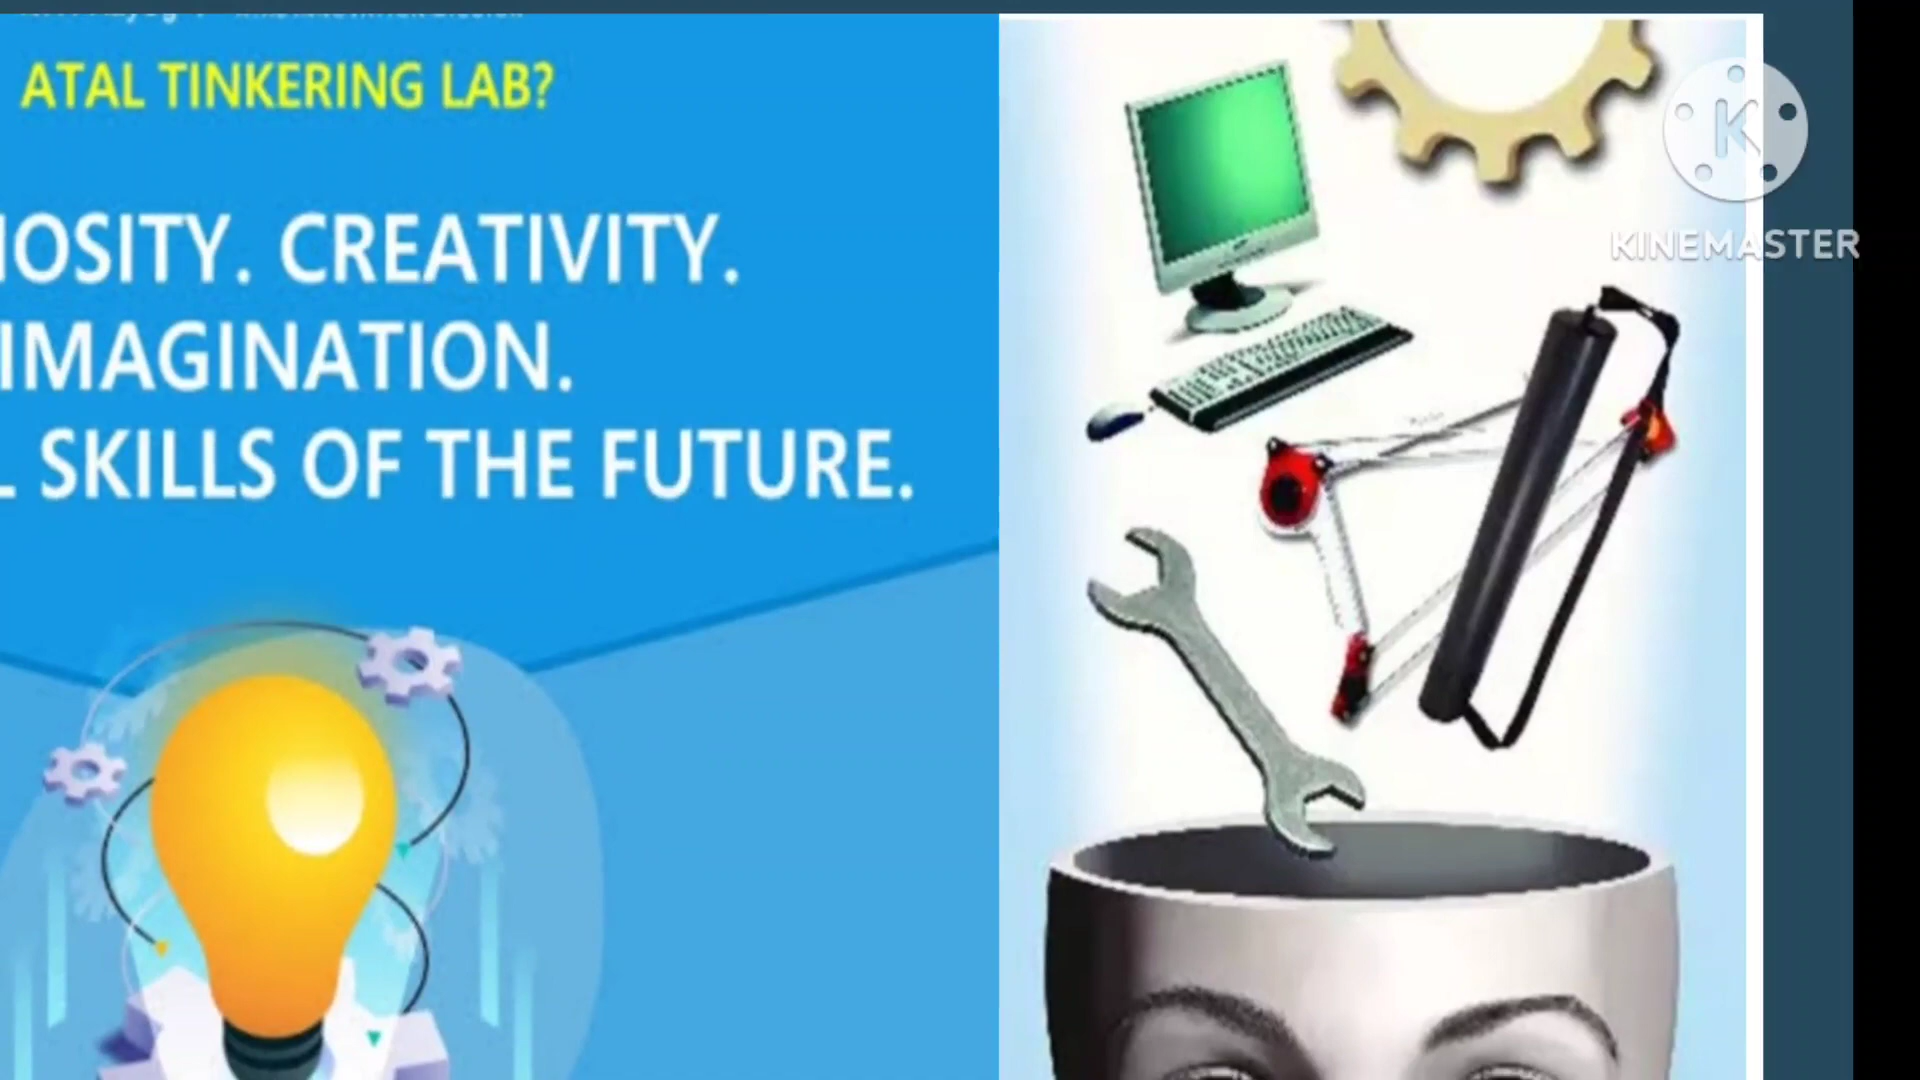 ATAL TINKERING LAB?
IOSITY. CREATIVITY.
IMAGINATION.
L SKILLS OF THE FUTURE.
K
KINEMASTER